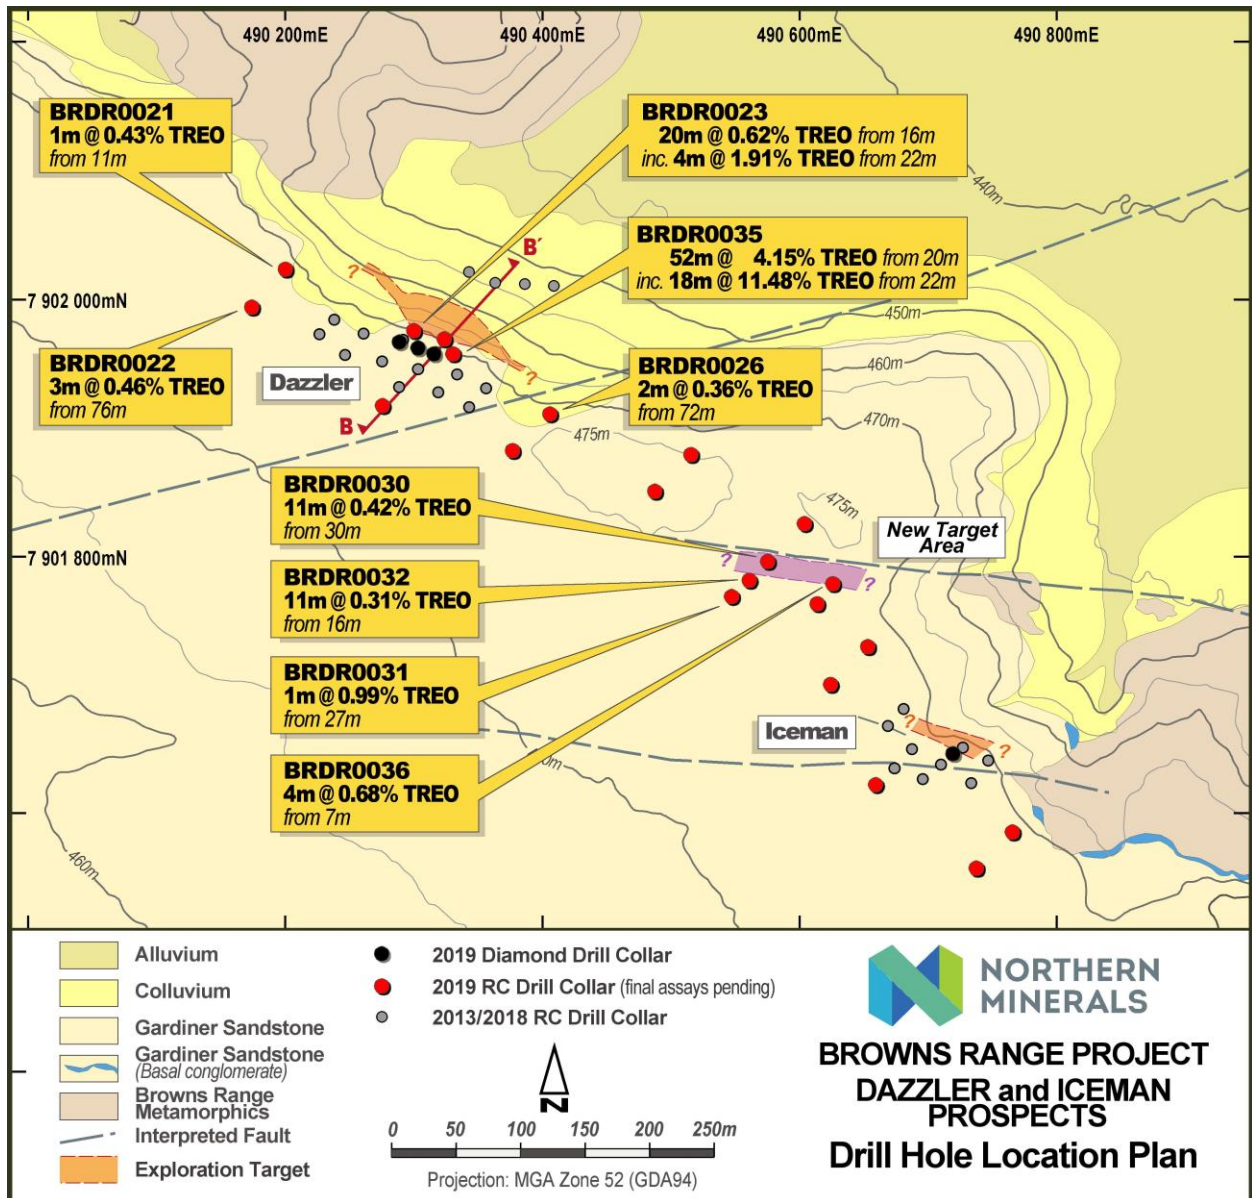 490 200mE
490 400mE
490 600mE
490 800mE
BRDR0021
1m @ 0.43% TREO
from 11m
BRDR0023
20m @ 0.62% TREO from 16m
inc. 4m @ 1.91% TREO from 22m
440m
BRDR0035
52m @ 4.15% TREO from 20m
inc. 18m @ 11.48% TREO from 22m
B'
?
7 902 000mN
450m
BRDR0022
3m @ 0.46% TREO
from 76m
Dazzler
?
BRDR0026
2m @ 0.36% TREO
from 72m
460m
470m
B
475m
BRDR0030
11m @ 0.42% TREO
from 30m
475m
New Target
Area
7 901 800mN
?
?
BRDR0032
11m @ 0.31% TREO
from 16m
BRDR0031
1m @ 0.99% TREO
from 27m
Iceman
?
?
BRDR0036
4m @ 0.68% TREO
from 7m
460m
Alluvium
Colluvium
Gardiner Sandstone
Gardiner Sandstone
(Basal conglomerate)
Browns Range
Metamorphics
Interpreted Fault
Exploration Target
2019 Diamond Drill Collar
2019 RC Drill Collar (final assays pending)
2013/2018 RC Drill Collar
N
0 50 100 150 200 250m
Projection: MGA Zone 52 (GDA94)
NORTHERN
MINERALS
BROWNS RANGE PROJECT
DAZZLER and ICEMAN
PROSPECTS
Drill Hole Location Plan